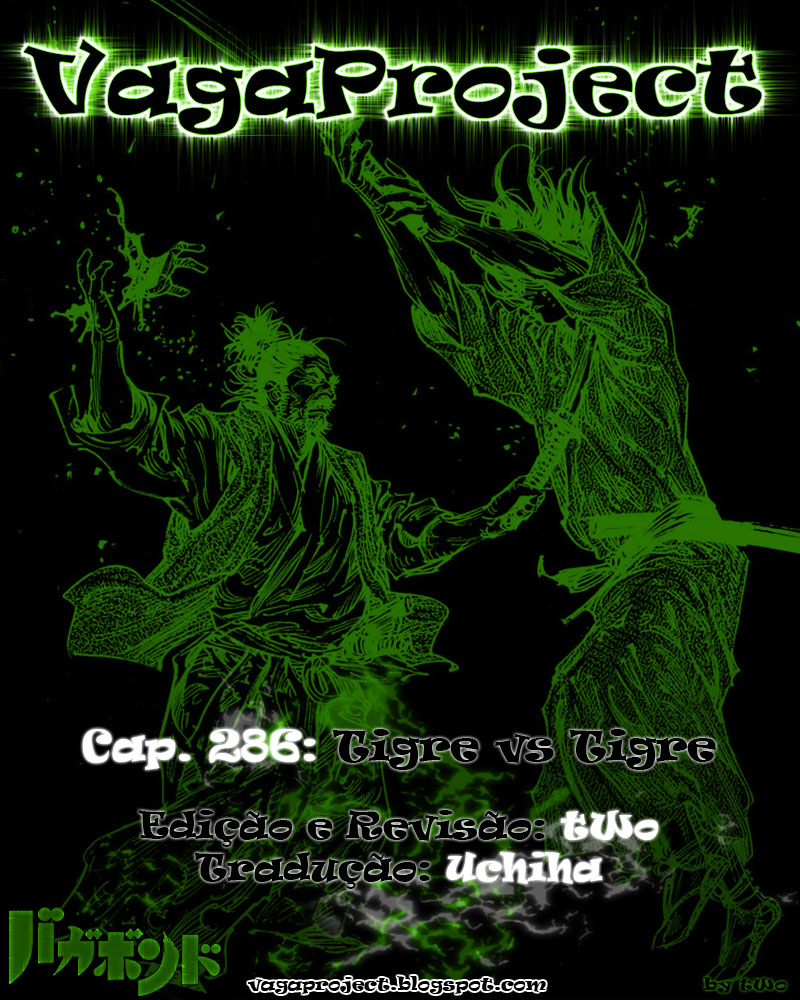 VagaProject
Cap. 286: Tigre vs Tigre
Edição e Revisão: tWo
Tradução: Uchiha
バガボンド
vagaproject.blogspot.com
by tWo